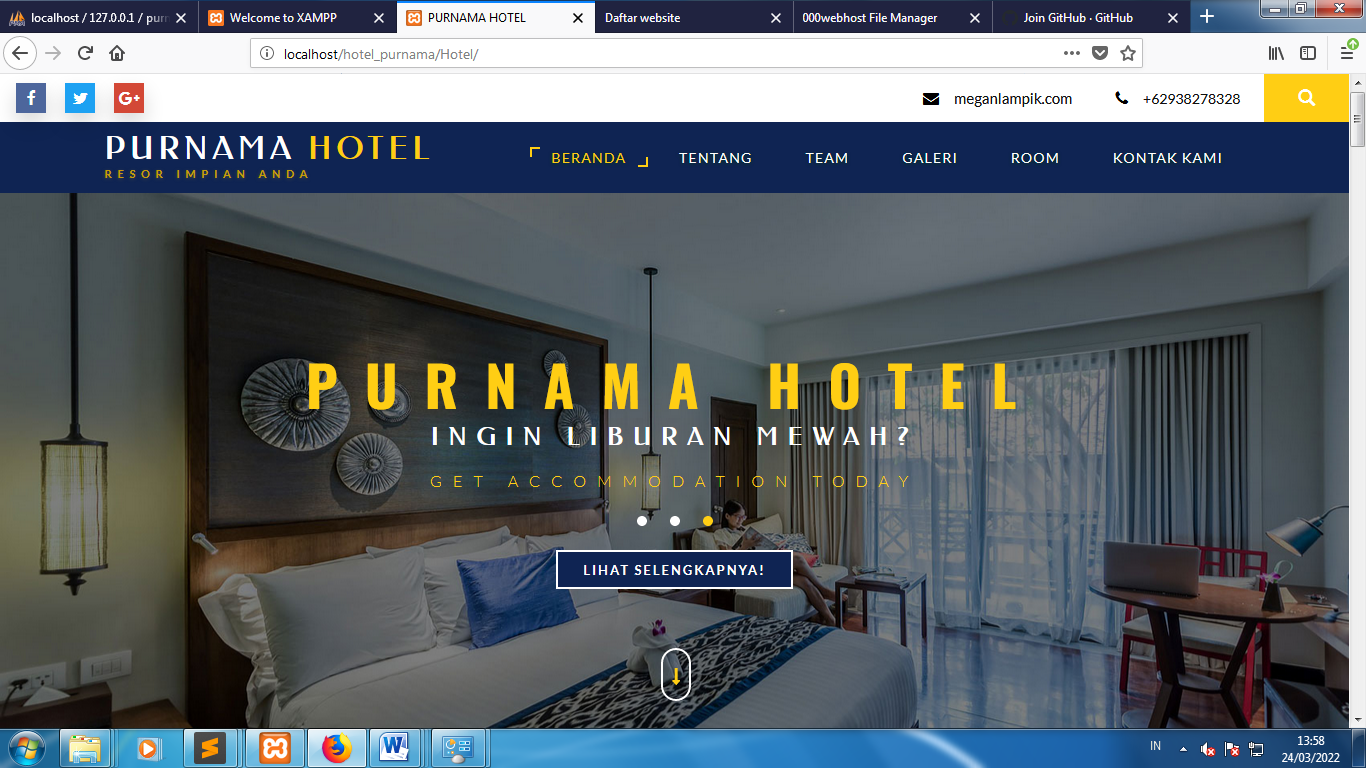 localhost / 127.0.0.1 / purn
Welcome to XAMPP
PURNAMA HOTEL
Daftar website
000webhost File Manager
Join GitHub · GitHub
localhost/hotel_purnama/Hotel/
meganlampik.com
+62938278328
PURNAMA HOTEL
RESOR IMPIAN ANDA
BERANDA
TENTANG
TEAM
GALERI
ROOM
KONTAK KAMI
PURNAMA HOTEL
INGIN LIBURAN MEWAH?
GET ACCOMMODATION TODAY
LIHAT SELENGKAPNYA!
IN
13:58
24/03/2022